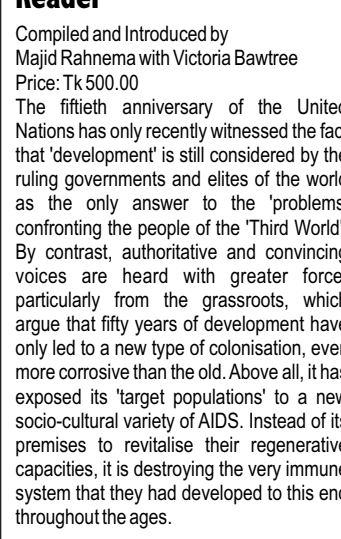 Reader
Compiled and Introduced by
Majid Rahnema with Victoria Bawtree
Price: Tk 500.00
The fiftieth anniversary of the United
Nations has only recently witnessed the fac
that 'development' is still considered by the
ruling governments and elites of the world
as the only answer to the 'problems
confronting the people of the 'Third World'
By contrast, authoritative and convincing
voices are heard with greater force
particularly from the grassroots, which
argue that fifty years of development have
only led to a new type of colonisation, even
more corrosive than the old. Above all, it has
exposed its 'target populations' to a new
socio-cultural variety of AIDS. Instead of its
premises to revitalise their regenerative
capacities, it is destroying the very immune
system that they had developed to this end
throughout the ages.